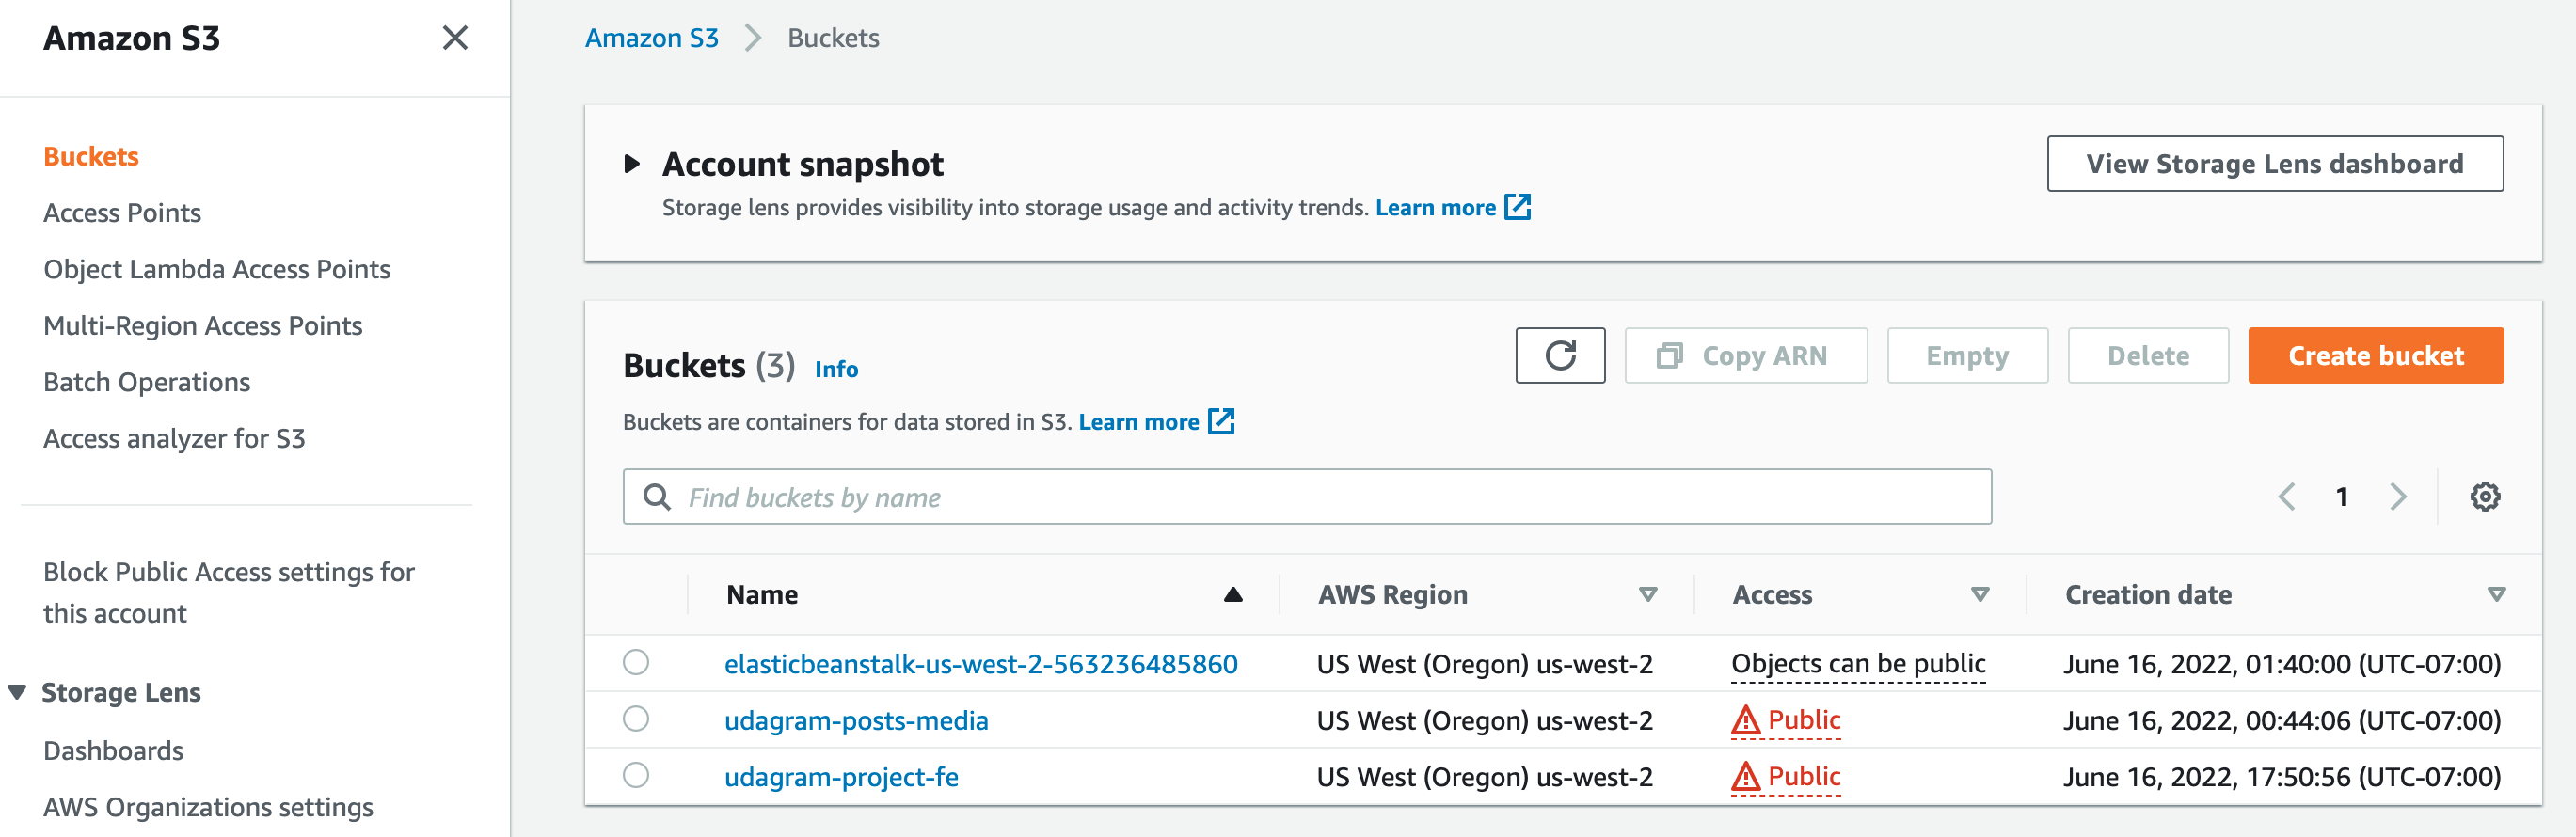 Amazon S3
Buckets
Access Points
Object Lambda Access Points
Multi-Region Access Points
Batch Operations
Access analyzer for S3
Block Public Access settings for
this account
Storage Lens
Dashboards
AWS Organizations settings
Amazon S3 Buckets
Account snapshot
View Storage Lens dashboard
Storage lens provides visibility into storage usage and activity trends. Learn more
Buckets (3) Info
Copy ARN Empty Delete Create bucket
Buckets are containers for data stored in S3. Learn more
Find buckets by name
1
Name AWS Region Access Creation date
elasticbeanstalk-us-west-2-563236485860 US West (Oregon) us-west-2 Objects can be public June 16, 2022, 01:40:00 (UTC-07:00)
udagram-posts-media US West (Oregon) us-west-2 Public June 16, 2022, 00:44:06 (UTC-07:00)
udagram-project-fe US West (Oregon) us-west-2 Public June 16, 2022, 17:50:56 (UTC-07:00)